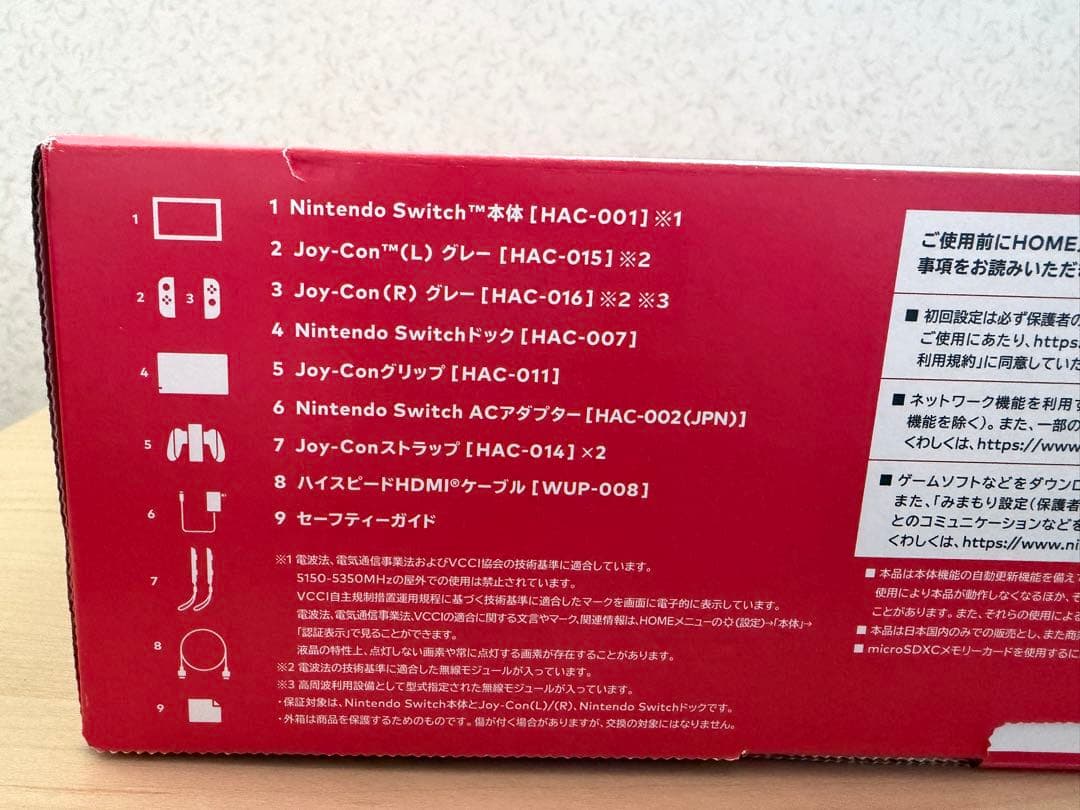 1 Nintendo Switch™本体 [HAC-001] ※1
2 Joy-Con™(L) グレー [HAC-015] ※2
3 Joy-Con(R) グレー [HAC-016] ※2 ※3
4 Nintendo Switchドック [HAC-007]
5 Joy-Conグリップ [HAC-011]
6 Nintendo Switch ACアダプター [HAC-002(JPN)]
7 Joy-Conストラップ [HAC-014] ×2
8 ハイスピードHDMI®ケーブル [WUP-008]
9 セーフティーガイド
※1 電波法、電気通信事業法およびVCCI協会の技術基準に適合しています。
5150-5350MHzの屋外での使用は禁止されています。
VCCI自主規制措置運用規程に基づく技術基準に適合したマークを画面に電子的に表示しています。
電波法、電気通信事業法、VCCIの適合に関する文言やマーク、関連情報は、HOMEメニューの(設定)→「本体」→
「認証表示」で見ることができます。
液晶の特性上、点灯しない画素や常に点灯する画素が存在することがあります。
※2 電波法の技術基準に適合した無線モジュールが入っています。
※3 高周波利用設備として型式指定された無線モジュールが入っています。
・保証対象は、Nintendo Switch本体とJoy-Con(L)/(R)、Nintendo Switchドックです。
・外箱は商品を保護するためのものです。傷が付く場合がありますが、交換の対象にはなりません。
1
2 3
4
5
6
7
8
9
ご使用前にHOME
事項をお読みいただ
■ 初回設定は必ず保護者の
ご使用にあたり、https:
利用規約」に同意していた
■ ネットワーク機能を利用す
機能を除く)。また、一部の
くわしくは、https://www
■ ゲームソフトなどをダウンロ
また、「みまもり設定(保護者
とのコミュニケーションなどを
くわしくは、https://www.ni
■ 本品は本体機能の自動更新機能を備えて
使用により本品が動作しなくなるほか、そ
ことがあります。また、それらの使用による
■ 本品は日本国内のみでの販売とし、また商
■ microSDXCメモリーカードを使用するに